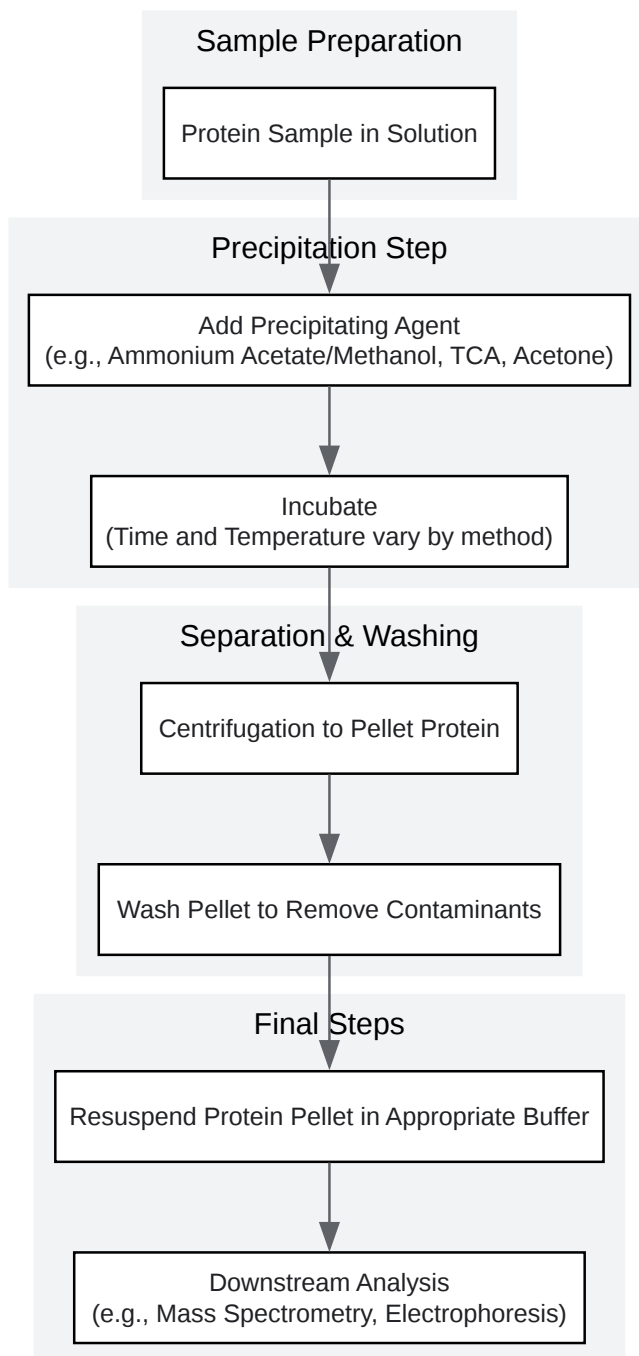 Sample Preparation
Protein Sample in Solution
Precipitation Step
Add Precipitating Agent
(e.g., Ammonium Acetate/Methanol, TCA, Acetone)
Incubate
(Time and Temperature vary by method)
Separation & Washing
Centrifugation to Pellet Protein
Wash Pellet to Remove Contaminants
Final Steps
Resuspend Protein Pellet in Appropriate Buffer
Downstream Analysis
(e.g., Mass Spectrometry, Electrophoresis)